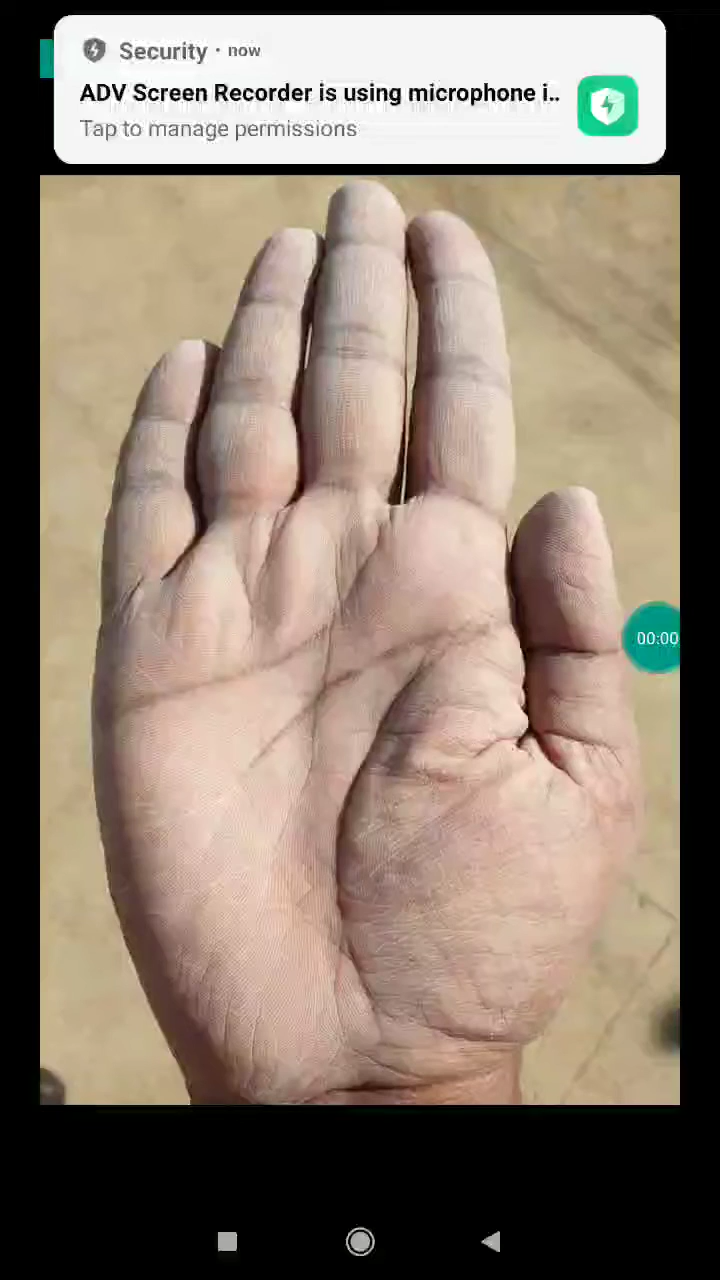 Security · now
ADV Screen Recorder is using microphone i..
Tap to manage permissions
00:00